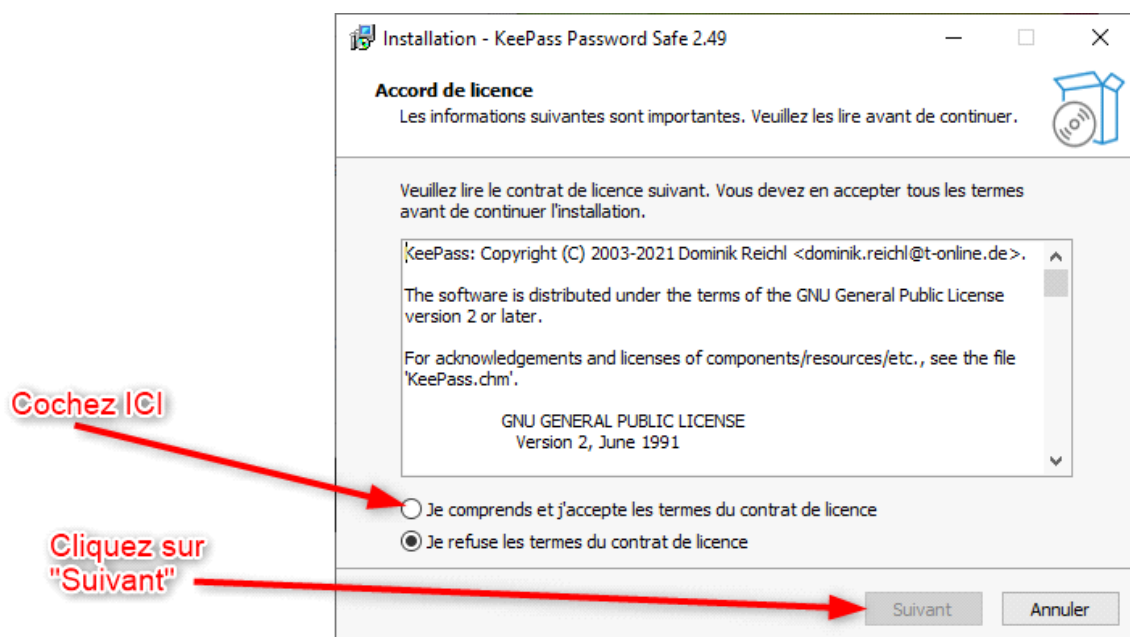 Installation - KeePass Password Safe 2.49
Accord de licence
Les informations suivantes sont importantes. Veuillez les lire avant de continuer.
Veuillez lire le contrat de licence suivant. Vous devez en accepter tous les termes
avant de continuer l'installation.
KeePass: Copyright (C) 2003-2021 Dominik Reichl <dominik.reichl@t-online.de>.
The software is distributed under the terms of the GNU General Public License
version 2 or later.
For acknowledgements and licenses of components/resources/etc., see the file
'KeePass.chm'.
GNU GENERAL PUBLIC LICENSE
Version 2, June 1991
Cochez ICI
Je comprends et j'accepte les termes du contrat de licence
Je refuse les termes du contrat de licence
Cliquez sur
"Suivant"
Suivant
Annuler